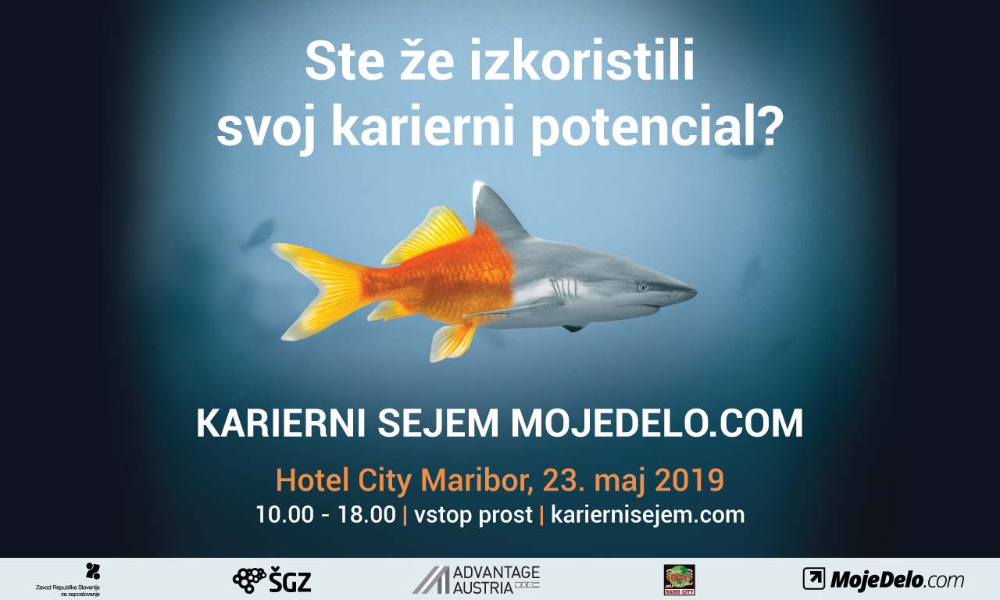 Ste že izkoristili
svoj karierni potencial?
KARIERNI SEJEM MOJEDELO.COM
Hotel City Maribor, 23. maj 2019
10.00 - 18.00 | vstop prost | kariernisejem.com
Zavod Republike Slovenije
za zaposlovanje
ŠGZ
ADVANTAGE
AUSTRIA WKO
CITY
RADIO CITY
MojeDelo.com